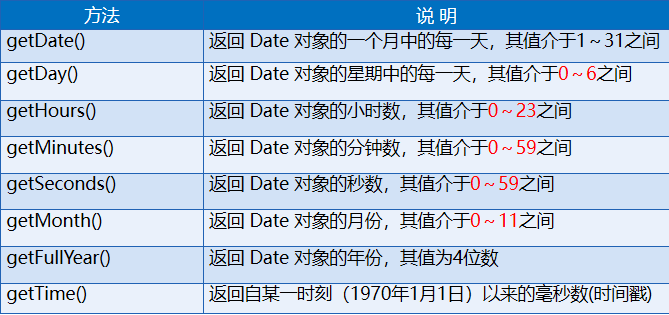 方法 说 明
getDate() 返回 Date 对象的一个月中的每一天，其值介于1～31之间
getDay() 返回 Date 对象的星期中的每一天，其值介于0～6之间
getHours() 返回 Date 对象的小时数，其值介于0～23之间
getMinutes() 返回 Date 对象的分钟数，其值介于0～59之间
getSeconds() 返回 Date 对象的秒数，其值介于0～59之间
getMonth() 返回 Date 对象的月份，其值介于0～11之间
getFullYear() 返回 Date 对象的年份，其值为4位数
getTime() 返回自某一时刻（1970年1月1日）以来的毫秒数(时间戳)